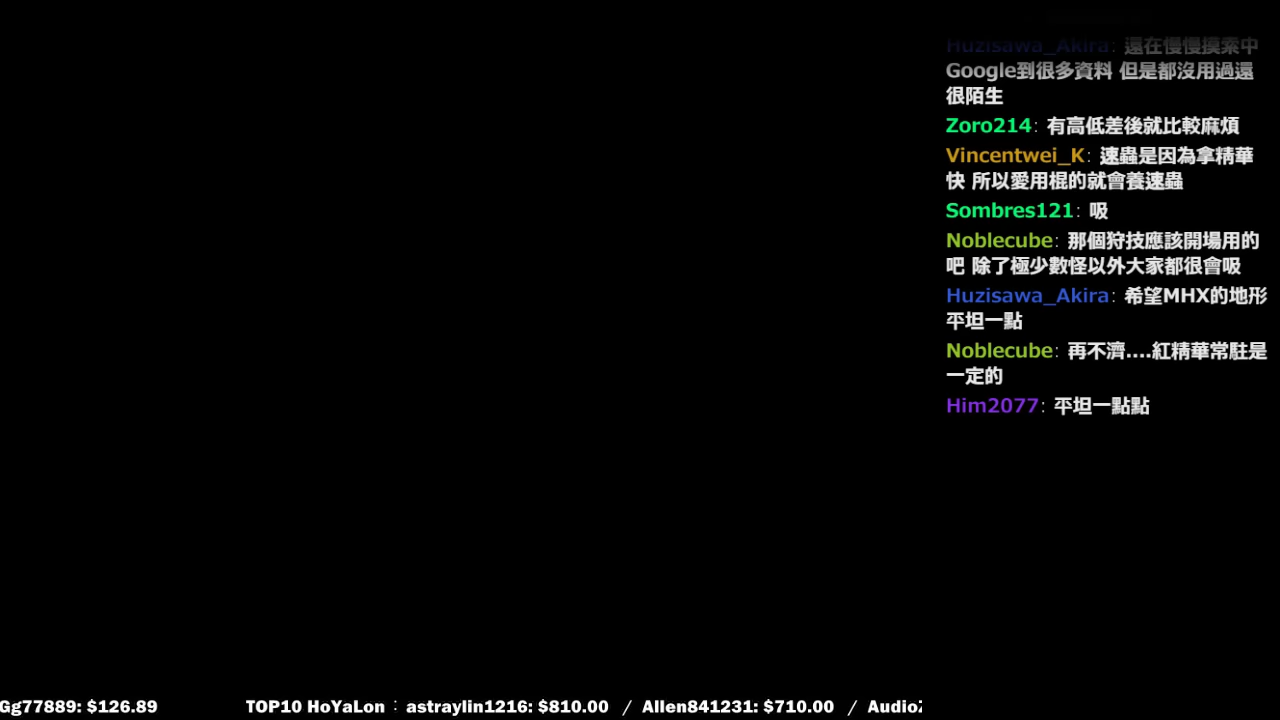 Huzisawa_Akira: 還在慢慢摸索中
Google到很多資料 但是都沒用過還
很陌生
Zoro214: 有高低差後就比較麻煩
Vincentwei_K: 速蟲是因為拿精華
快 所以愛用棍的就會養速蟲
Sombres121: 吸
Noblecube: 那個狩技應該開場用的
吧 除了極少數怪以外大家都很會吸
Huzisawa_Akira: 希望MHX的地形
平坦一點
Noblecube: 再不濟....紅精華常駐是
一定的
Him2077: 平坦一點點
Gg77889: $126.89 TOP10 HoYaLon：astraylin1216: $810.00 / Allen841231: $710.00 / Audio